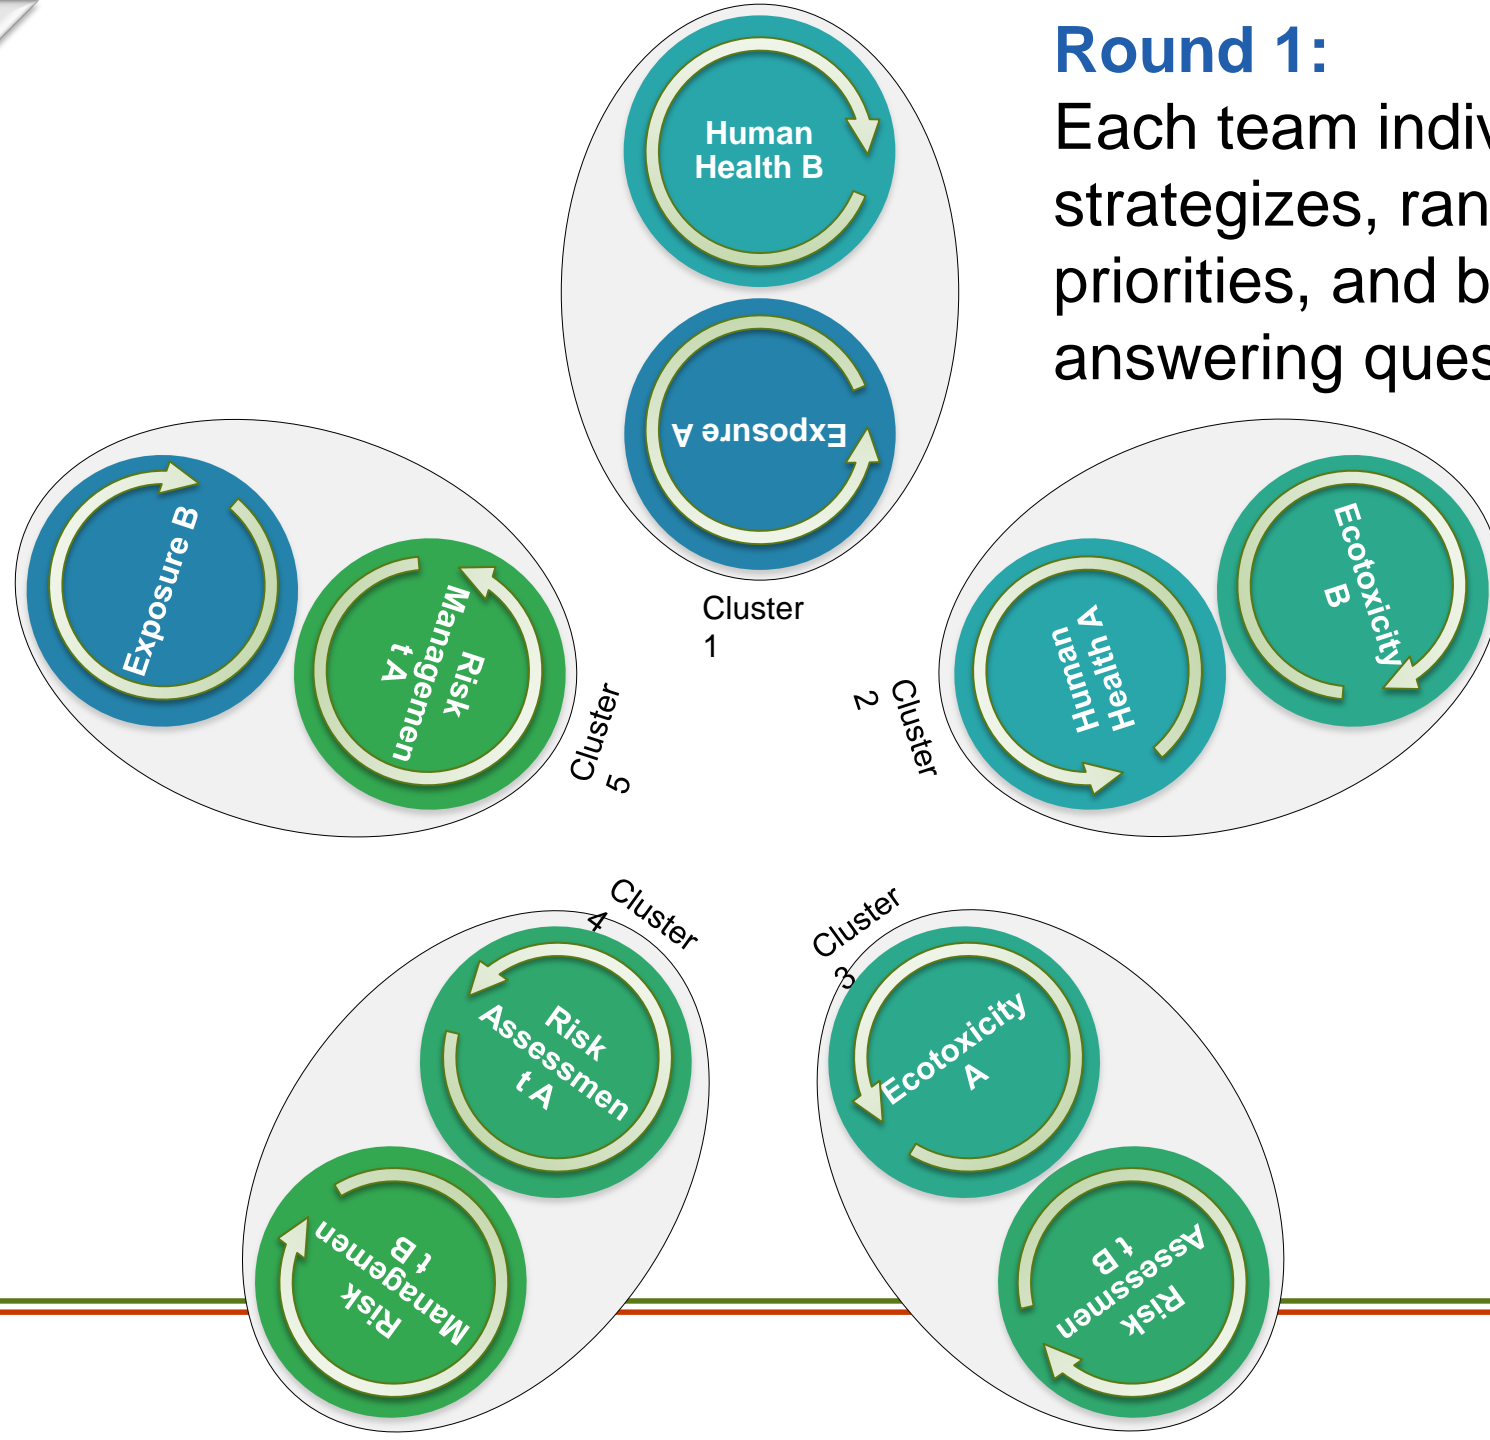 Round 1:
Each team indiv
strategizes, ran
priorities, and b
answering ques
Human
Health B
Exposure A
Cluster
1
Ecotoxicity
B
Human
Health A
Cluster
2
Ecotoxicity
A
Risk
Assessmen
t B
Cluster
3
Risk
Assessmen
t A
Risk
Managemen
t B
Cluster
4
Exposure B
Risk
Managemen
t A
Cluster
5